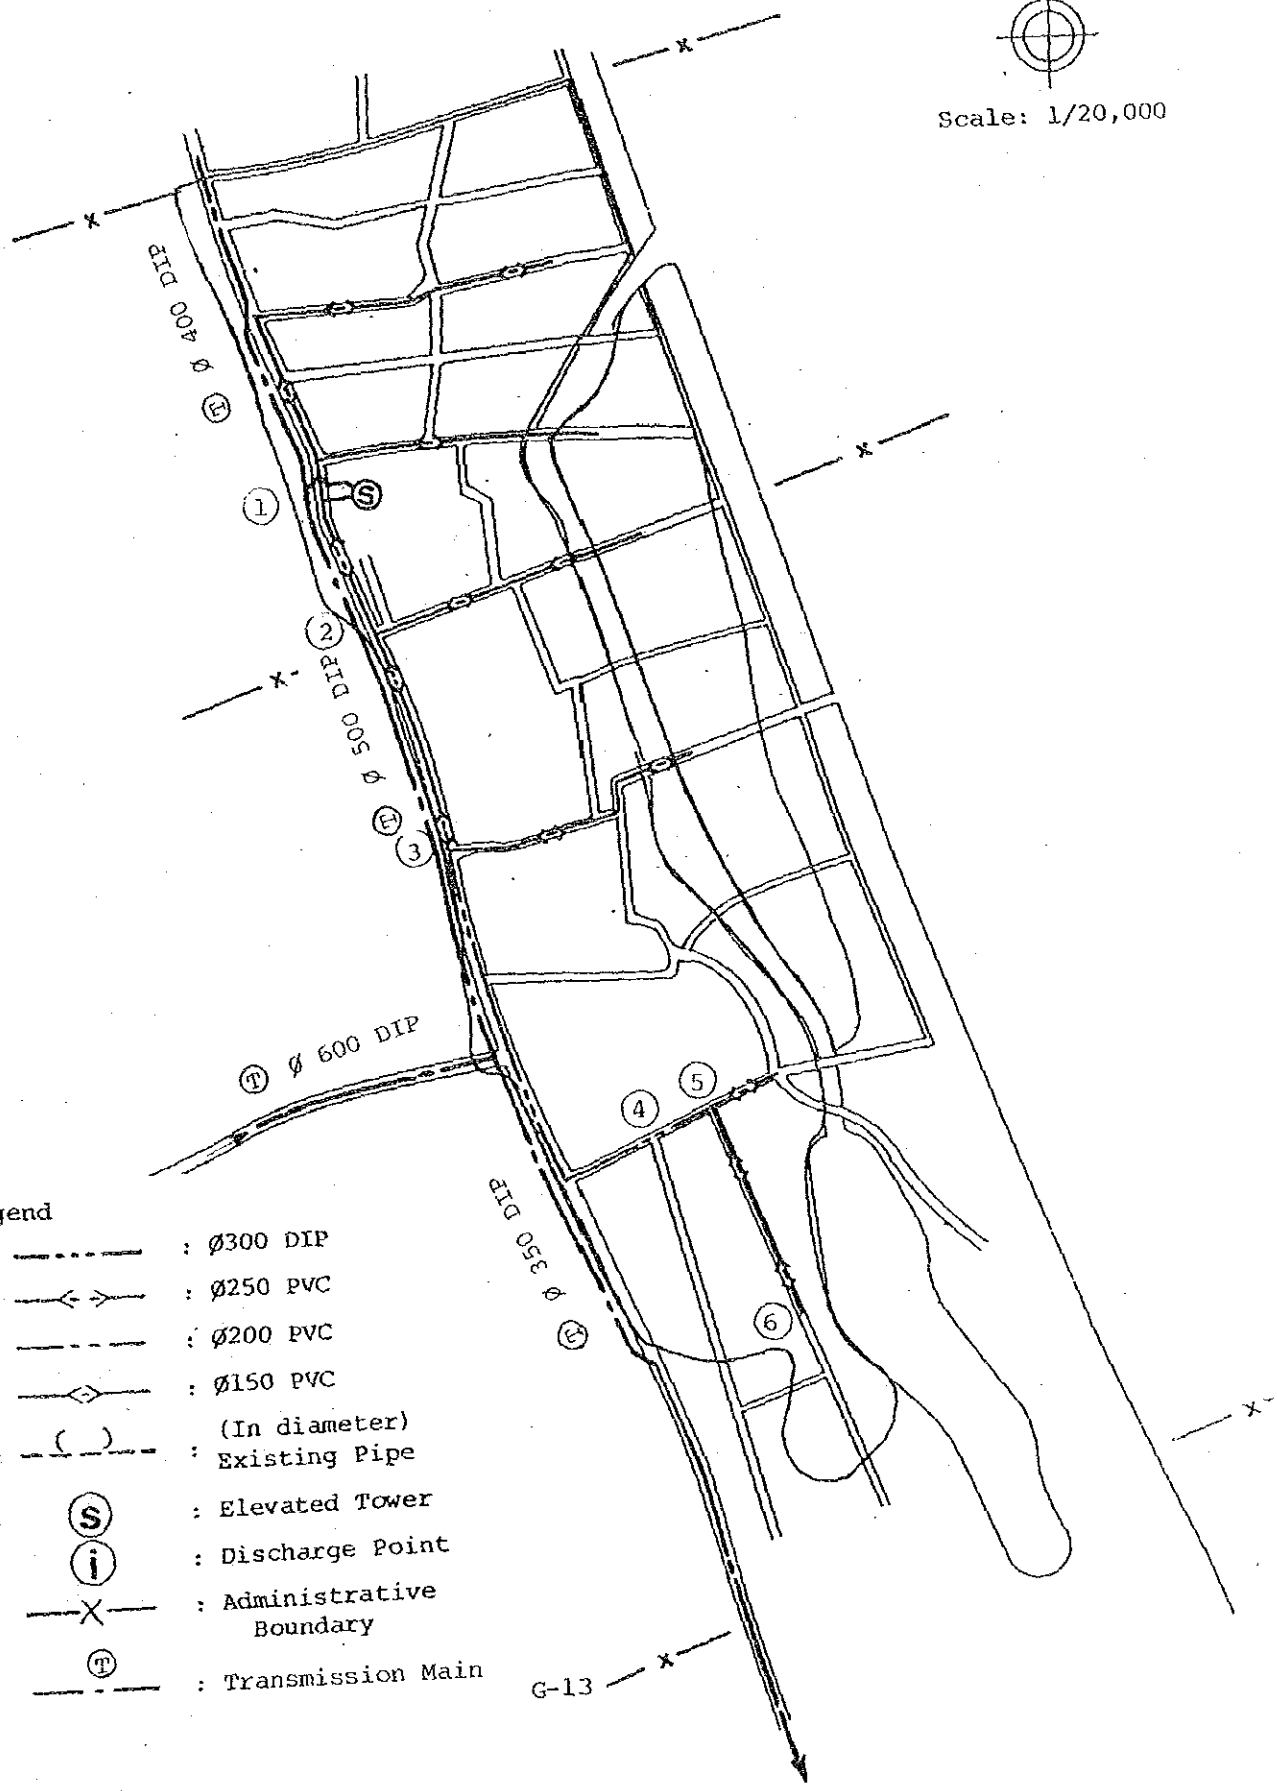 Scale: 1/20,000
x
x
Ø 400 DIP
T
S
1
x
2
x
Ø 500 DIP
T
3
Ø 600 DIP
T
5
4
Ø 350 DIP
T
6
x
gend
: Ø300 DIP
: Ø250 PVC
: Ø200 PVC
: Ø150 PVC
( ) : (In diameter)
Existing Pipe
S : Elevated Tower
i : Discharge Point
X : Administrative
Boundary
T : Transmission Main
G-13
x